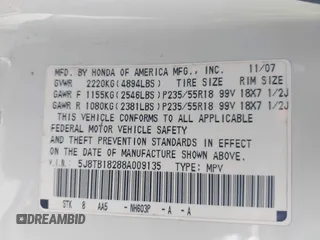 MFD. BY HONDA OF AMERICA MFG., INC. 11/07
GVWR 2220KG(4894LBS) TIRE SIZE RIM SIZE
GAWR F 1155KG(2546LBS)P235/55R18 99V 18X7 1/2J
GAWR R 1080KG(2381LBS)P235/55R18 99V 18X7 1/2J
THIS VEHICLE CONFORMS TO ALL APPLICABLE
FEDERAL MOTOR VEHICLE SAFETY AND
THEFT PREVENTION STANDARDS IN EFFECT ON
THE DATE OF MANUFACTURE SHOWN ABOVE.
V.I.N. 5J8TB18288A009135 TYPE: MPV
STK 8 AA5 - NH603P - A - A
DREAMBID